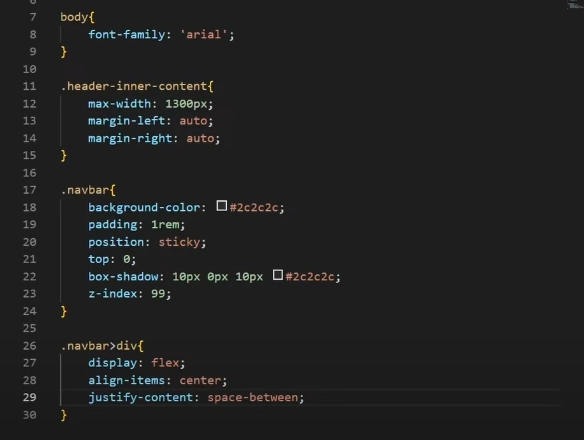 7 body{
8 font-family: 'arial';
9 }
10
11 .header-inner-content{
12 max-width: 1300px;
13 margin-left: auto;
14 margin-right: auto;
15 }
16
17 .navbar{
18 background-color: #2c2c2c;
19 padding: 1rem;
20 position: sticky;
21 top: 0;
22 box-shadow: 10px 0px 10px #2c2c2c;
23 z-index: 99;
24 }
25
26 .navbar>div{
27 display: flex;
28 align-items: center;
29 justify-content: space-between;
30 }